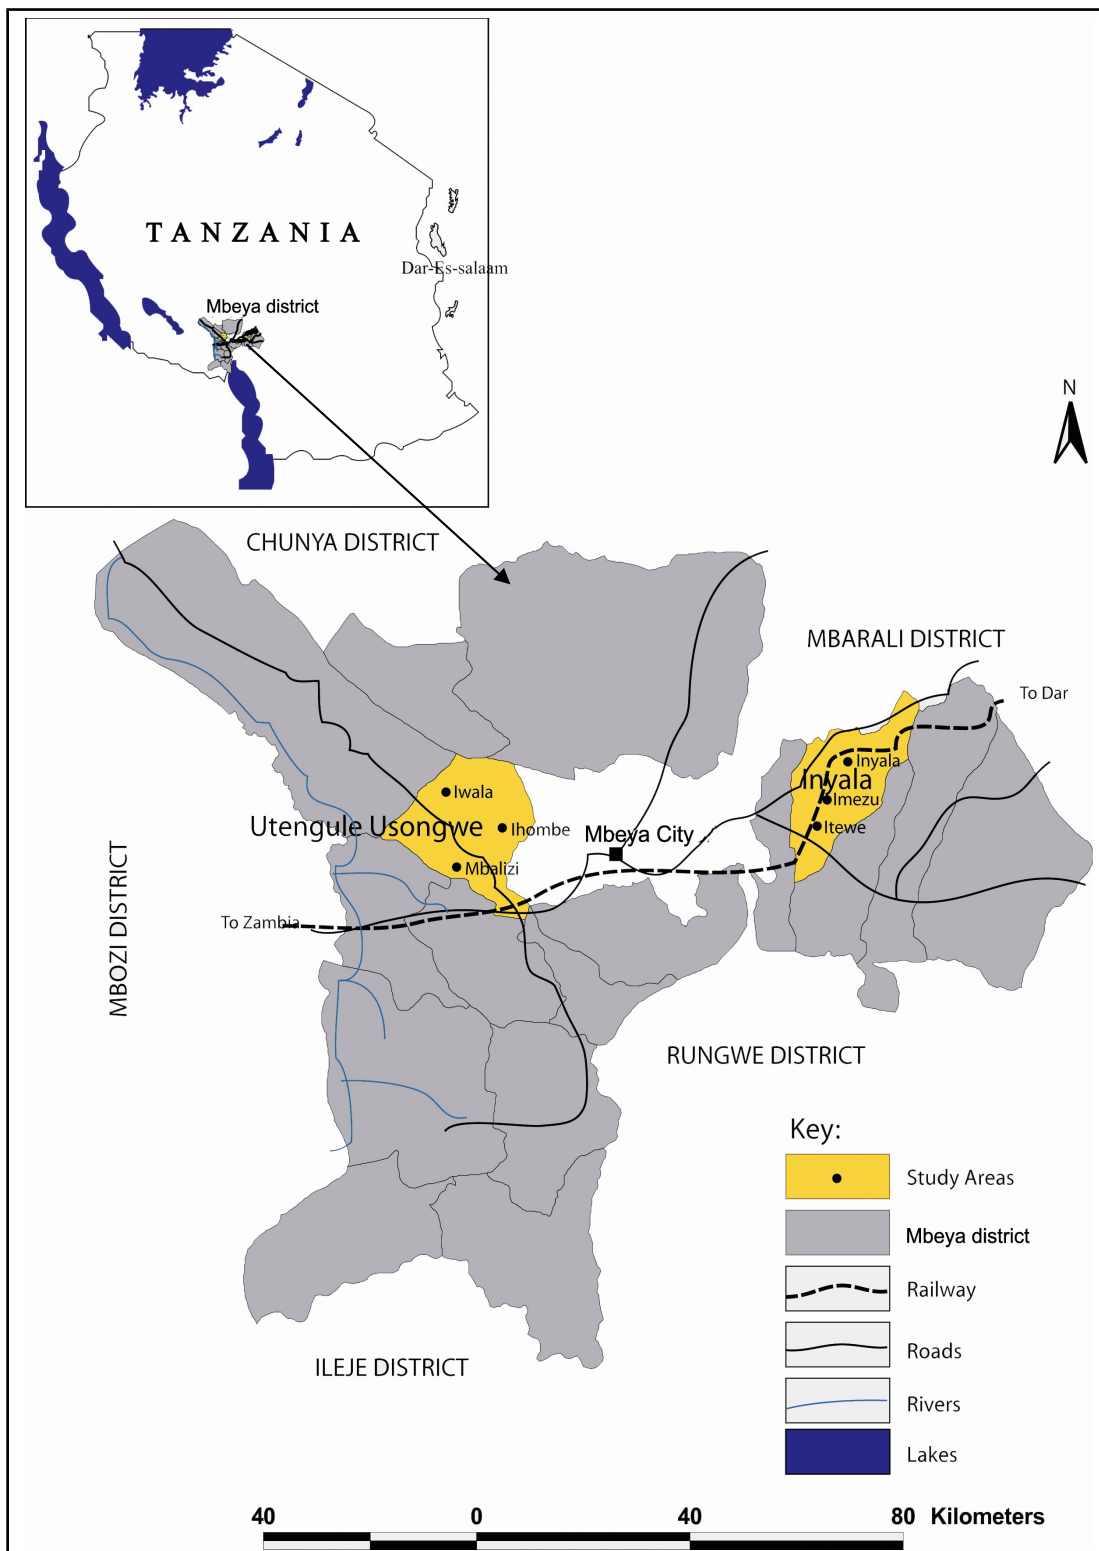 TANZANIA
Dar-Es-salaam
Mbeya district
N
CHUNYA DISTRICT
MBARALI DISTRICT
To Dar
Inyala
Inyala
Imezu
Itewe
Iwala
Utengule Usongwe
Ihombe
Mbeya City
Mbalizi
To Zambia
MBOZI DISTRICT
RUNGWE DISTRICT
ILEJE DISTRICT
Key:
Study Areas
Mbeya district
Railway
Roads
Rivers
Lakes
40 0 40 80 Kilometers